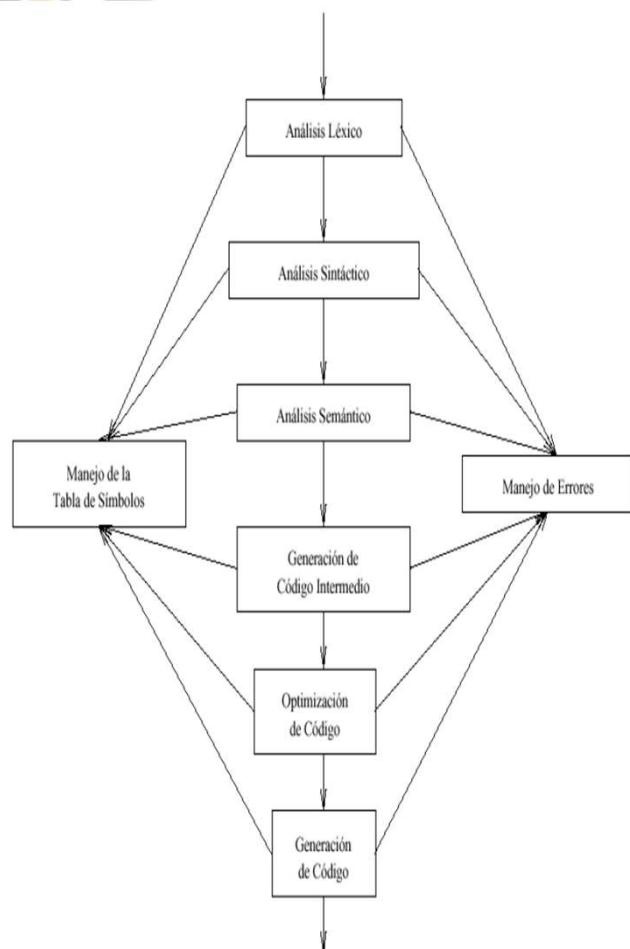 Análisis Léxico
Análisis Sintáctico
Análisis Semántico
Manejo de la
Tabla de Símbolos
Manejo de Errores
Generación de
Código Intermedio
Optimización
de Código
Generación
de Código